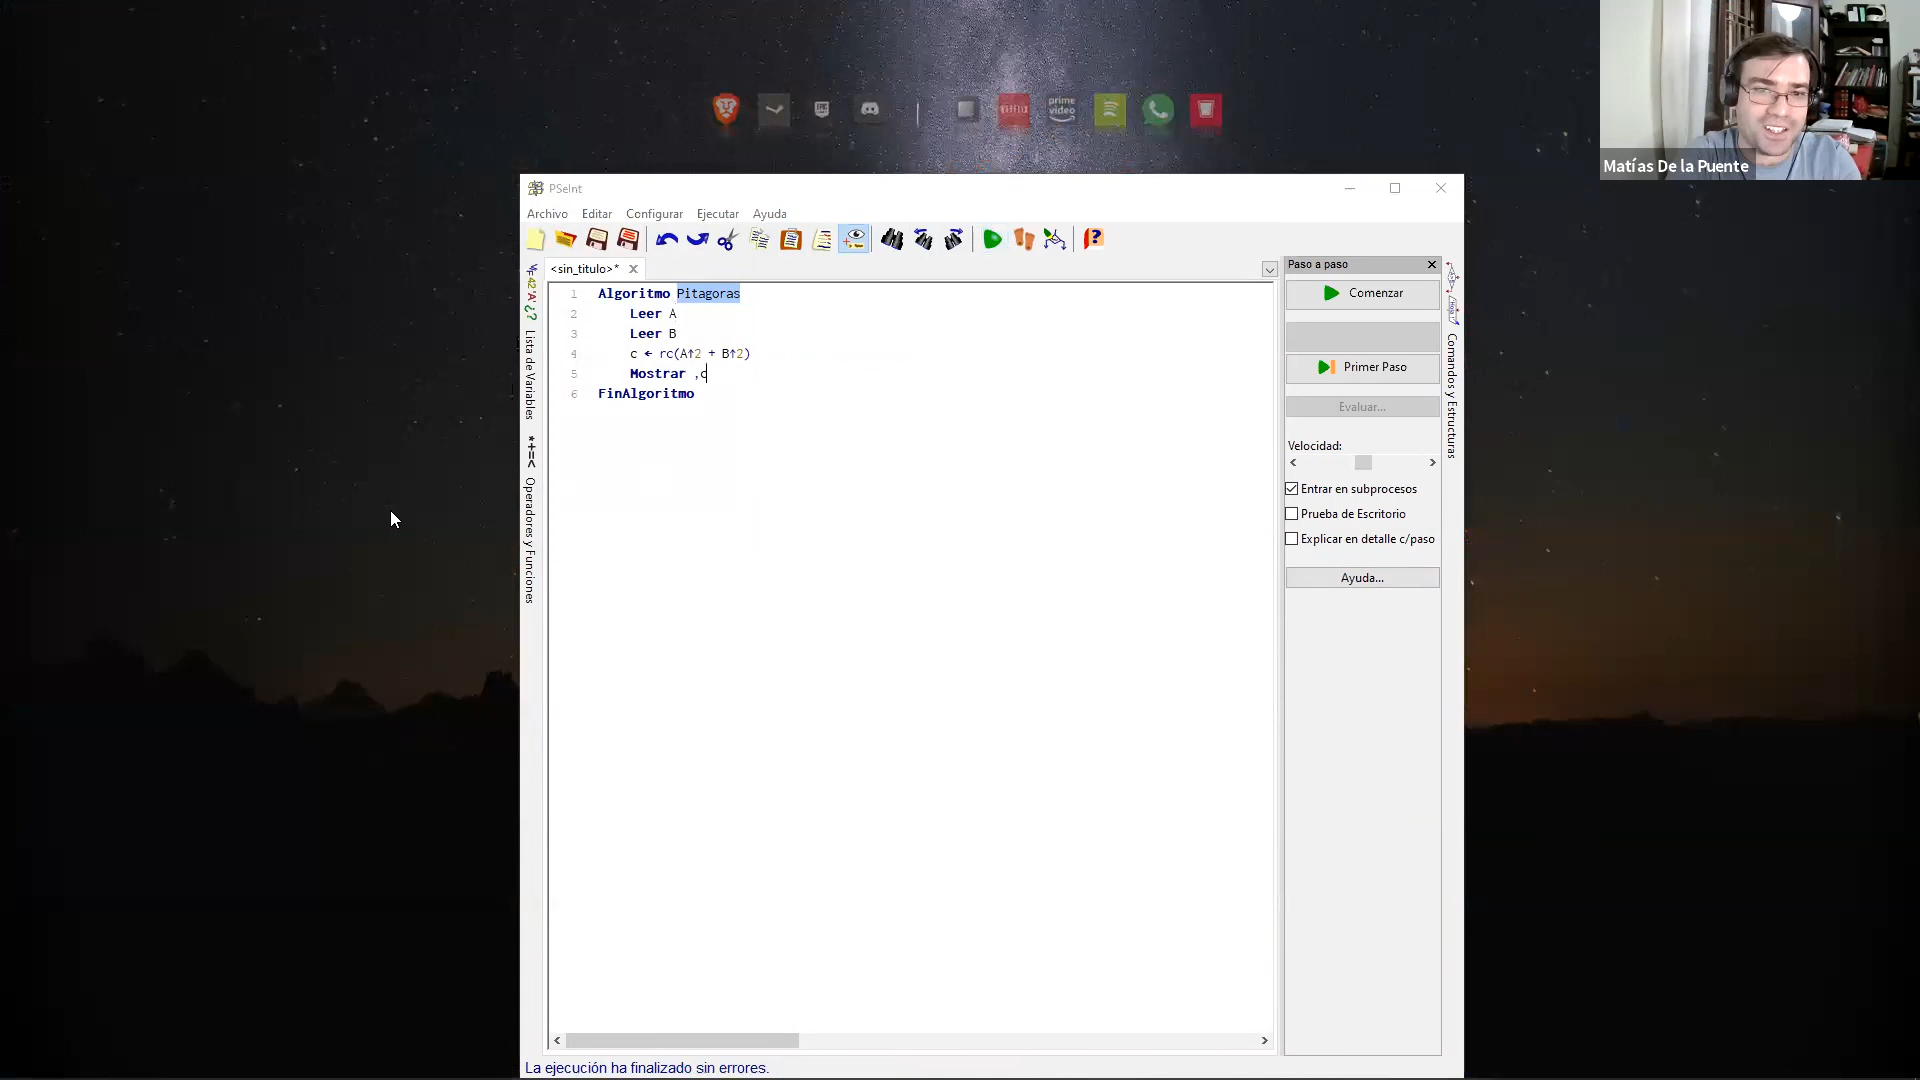 prime video
Matías De la Puente
PSeInt
Archivo Editar Configurar Ejecutar Ayuda
<sin_titulo>*
1 Algoritmo Pitagoras
2 Leer A
3 Leer B
4 c ← rc(A↑2 + B↑2)
5 Mostrar ,c
6 FinAlgoritmo
Lista de Variables
*+=< Operadores y Funciones
Paso a paso
Comenzar
Primer Paso
Evaluar...
Velocidad:
Entrar en subprocesos
Prueba de Escritorio
Explicar en detalle c/paso
Ayuda...
Comandos y Estructuras
La ejecución ha finalizado sin errores.